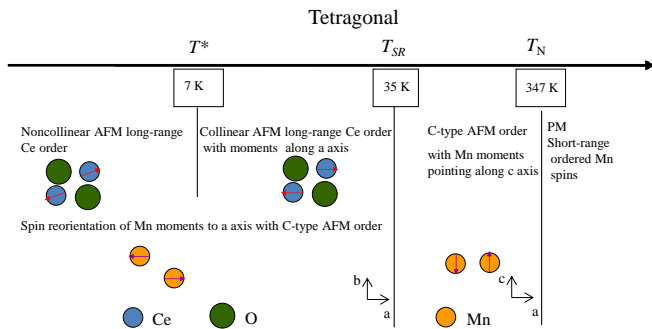 Tetragonal
T* T_SR T_N
7 K 35 K 347 K
Noncollinear AFM long-range
Ce order
Collinear AFM long-range Ce order
with moments along a axis
C-type AFM order
with Mn moments
pointing along c axis
PM
Short-range
ordered Mn
spins
Spin reorientation of Mn moments to a axis with C-type AFM order
b
a
c
a
Ce O Mn